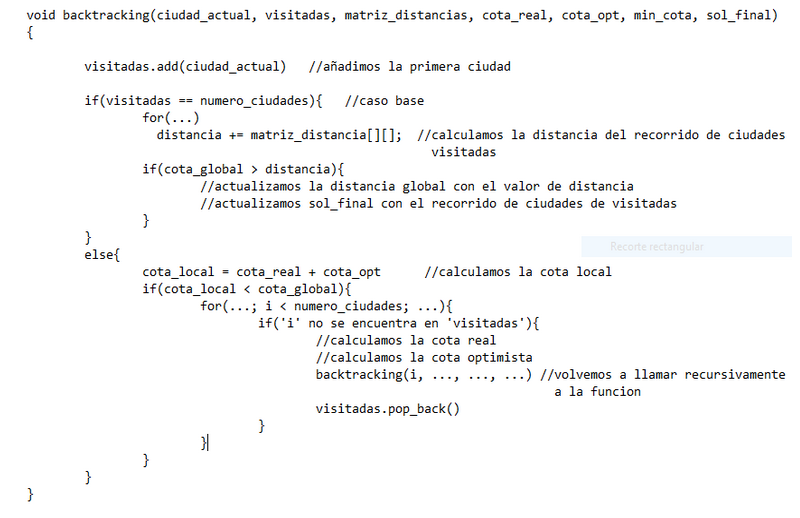 void backtracking(ciudad_actual, visitadas, matriz_distancias, cota_real, cota_opt, min_cota, sol_final)
{
visitadas.add(ciudad_actual)   //añadimos la primera ciudad
if(visitadas == numero_ciudades){   //caso base
for(...)
distancia += matriz_distancia[][];  //calculamos la distancia del recorrido de ciudades
visitadas
if(cota_global > distancia){
//actualizamos la distancia global con el valor de distancia
//actualizamos sol_final con el recorrido de ciudades de visitadas
}
}
Recorte rectangular
else{
cota_local = cota_real + cota_opt      //calculamos la cota local
if(cota_local < cota_global){
for(...; i < numero_ciudades; ...){
if('i' no se encuentra en 'visitadas'){
//calculamos la cota real
//calculamos la cota optimista
backtracking(i, ..., ..., ...) //volvemos a llamar recursivamente
a la funcion
visitadas.pop_back()
}
}
}
}
}